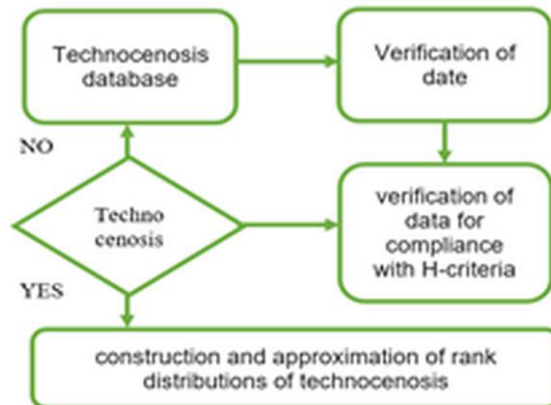 Technocenosis
database
Verification of
date
NO
Techno
cenosis
verification of
data for
compliance
with H-criteria
YES
construction and approximation of rank
distributions of technocenosis